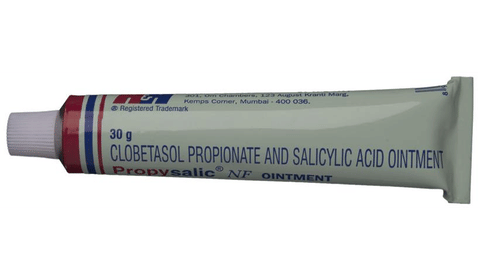 301, Om Chambers, 123 August Kranti Marg,
Kemps Corner, Mumbai - 400 036.
® Registered Trademark
30 g
CLOBETASOL PROPIONATE AND SALICYLIC ACID OINTMENT
Propysalic® NF OINTMENT